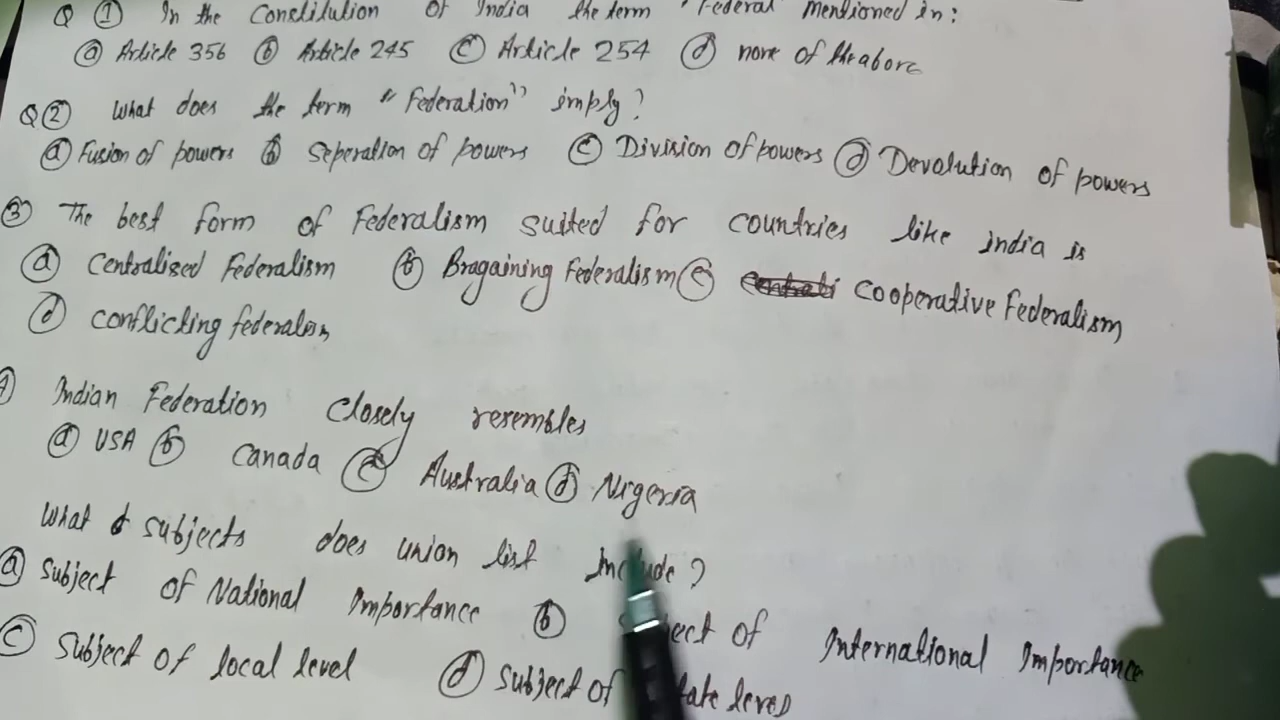 Q ① In the Constitution of India the term "Federal" mentioned in:
ⓐ Article 356 ⓑ Article 245 ⓒ Article 254 ⓓ none of the above
Q② What does the term "Federation" imply?
ⓐ Fusion of powers ⓑ Seperation of powers ⓒ Division of powers ⓓ Devolution of powers
③ The best form of Federalism suited for countries like india is
ⓐ Centralised Federalism ⓑ Bragaining Federalism ⓒ Cooperative Federalism
ⓓ Conflicting federalism
Indian Federation Closely resembles
ⓐ USA ⓑ Canada ⓒ Australia ⓓ Nigeria
What subjects does union list include?
ⓐ Subject of National Importance ⓑ of International Importance
ⓒ Subject of local level ⓓ Subject of level